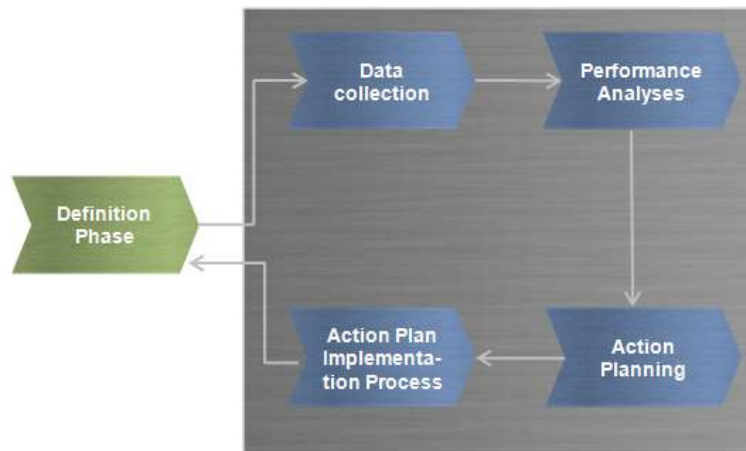 Data
collection
Performance
Analyses
Definition
Phase
Action Plan
Implementa-
tion Process
Action
Planning